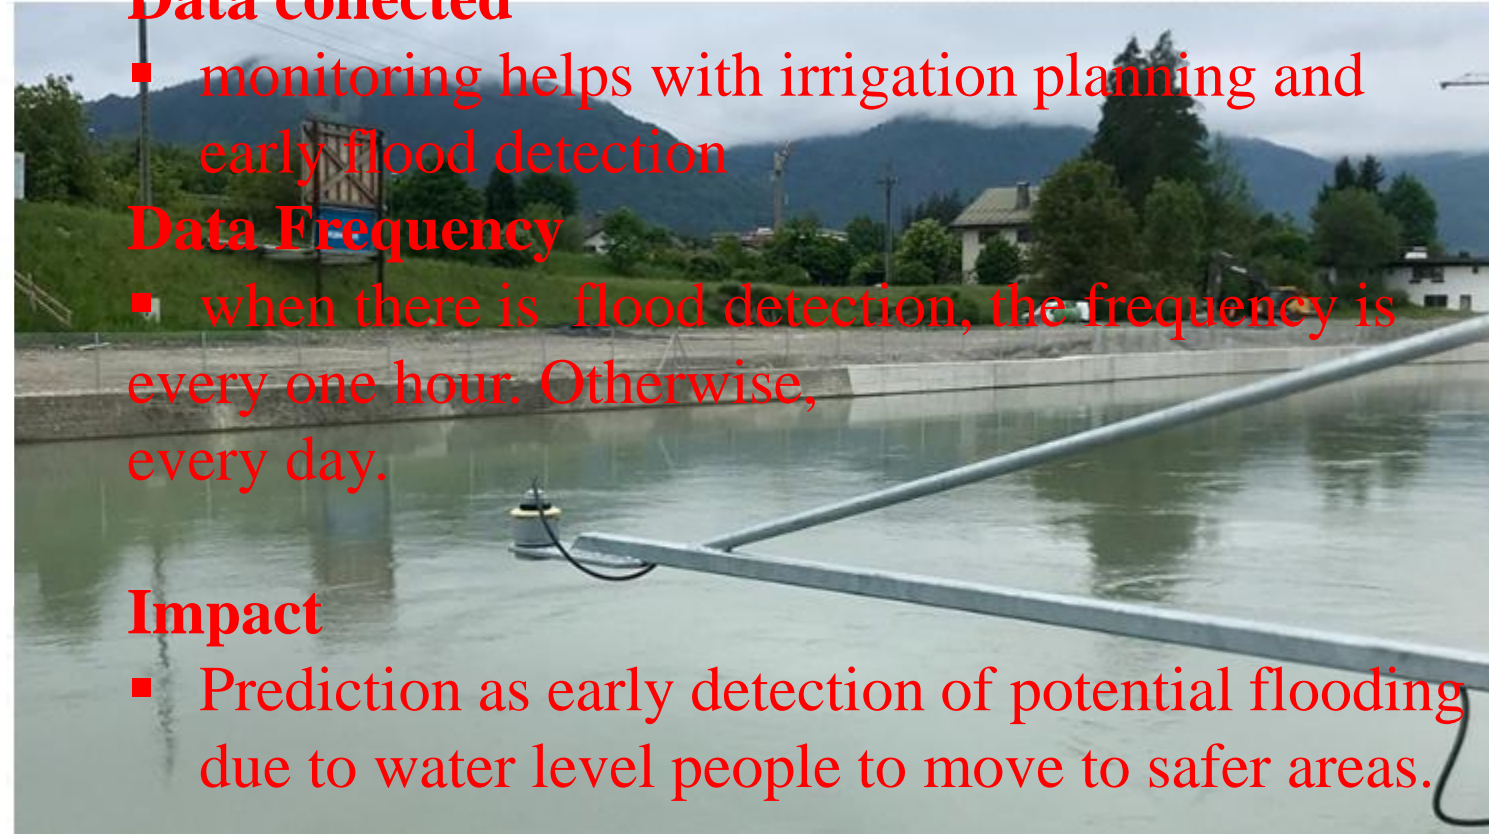 Data collected
▪ monitoring helps with irrigation planning and
early flood detection
Data Frequency
▪ when there is  flood detection, the frequency is
every one hour. Otherwise,
every day.
Impact
▪ Prediction as early detection of potential flooding
due to water level people to move to safer areas.